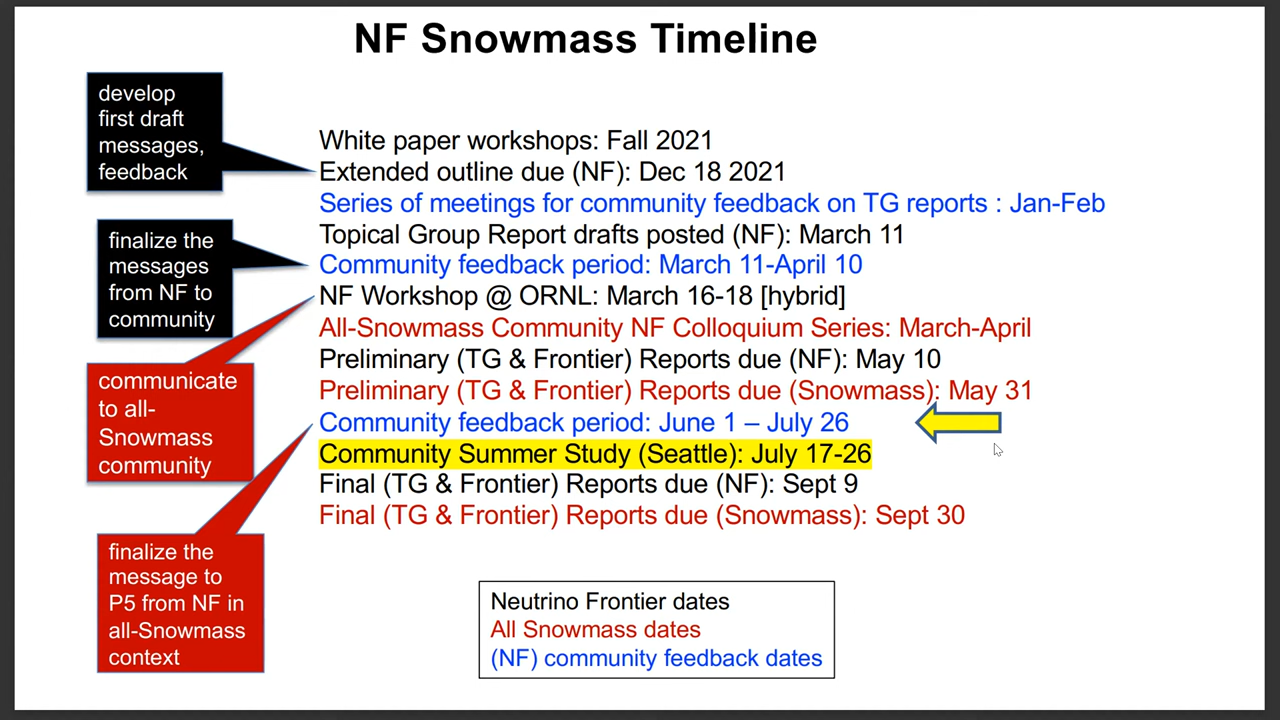 NF Snowmass Timeline
develop
first draft
messages,
feedback
White paper workshops: Fall 2021
Extended outline due (NF): Dec 18 2021
Series of meetings for community feedback on TG reports : Jan-Feb
Topical Group Report drafts posted (NF): March 11
Community feedback period: March 11-April 10
NF Workshop @ ORNL: March 16-18 [hybrid]
All-Snowmass Community NF Colloquium Series: March-April
Preliminary (TG & Frontier) Reports due (NF): May 10
Preliminary (TG & Frontier) Reports due (Snowmass): May 31
Community feedback period: June 1 – July 26
Community Summer Study (Seattle): July 17-26
Final (TG & Frontier) Reports due (NF): Sept 9
Final (TG & Frontier) Reports due (Snowmass): Sept 30
finalize the
messages
from NF to
community
communicate
to all-
Snowmass
community
finalize the
message to
P5 from NF in
all-Snowmass
context
Neutrino Frontier dates
All Snowmass dates
(NF) community feedback dates